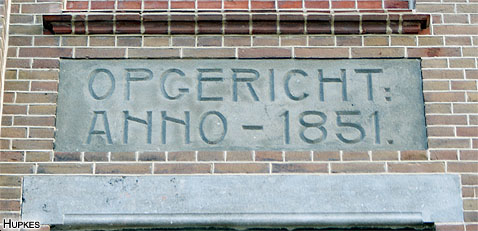 OPGERICHT:
ANNO - 1851.
HUPKES